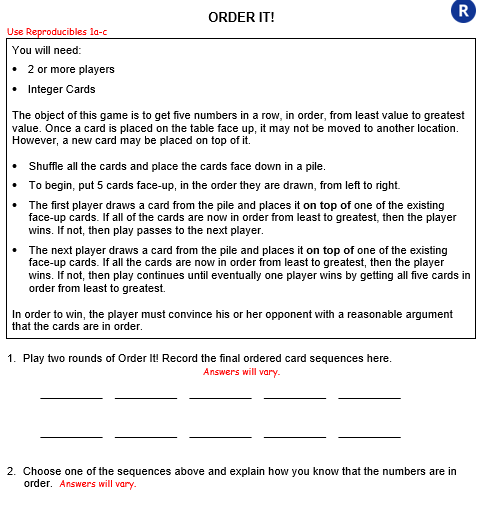 ORDER IT!
R
Use Reproducibles 1a-c
You will need:
• 2 or more players
• Integer Cards
The object of this game is to get five numbers in a row, in order, from least value to greatest
value. Once a card is placed on the table face up, it may not be moved to another location.
However, a new card may be placed on top of it.
• Shuffle all the cards and place the cards face down in a pile.
• To begin, put 5 cards face-up, in the order they are drawn, from left to right.
• The first player draws a card from the pile and places it on top of one of the existing
face-up cards. If all of the cards are now in order from least to greatest, then the player
wins. If not, then play passes to the next player.
• The next player draws a card from the pile and places it on top of one of the existing
face-up cards. If all the cards are now in order from least to greatest, then the player
wins. If not, then play continues until eventually one player wins by getting all five cards in
order from least to greatest.
In order to win, the player must convince his or her opponent with a reasonable argument
that the cards are in order.
1. Play two rounds of Order It! Record the final ordered card sequences here.
Answers will vary.
2. Choose one of the sequences above and explain how you know that the numbers are in
order. Answers will vary.